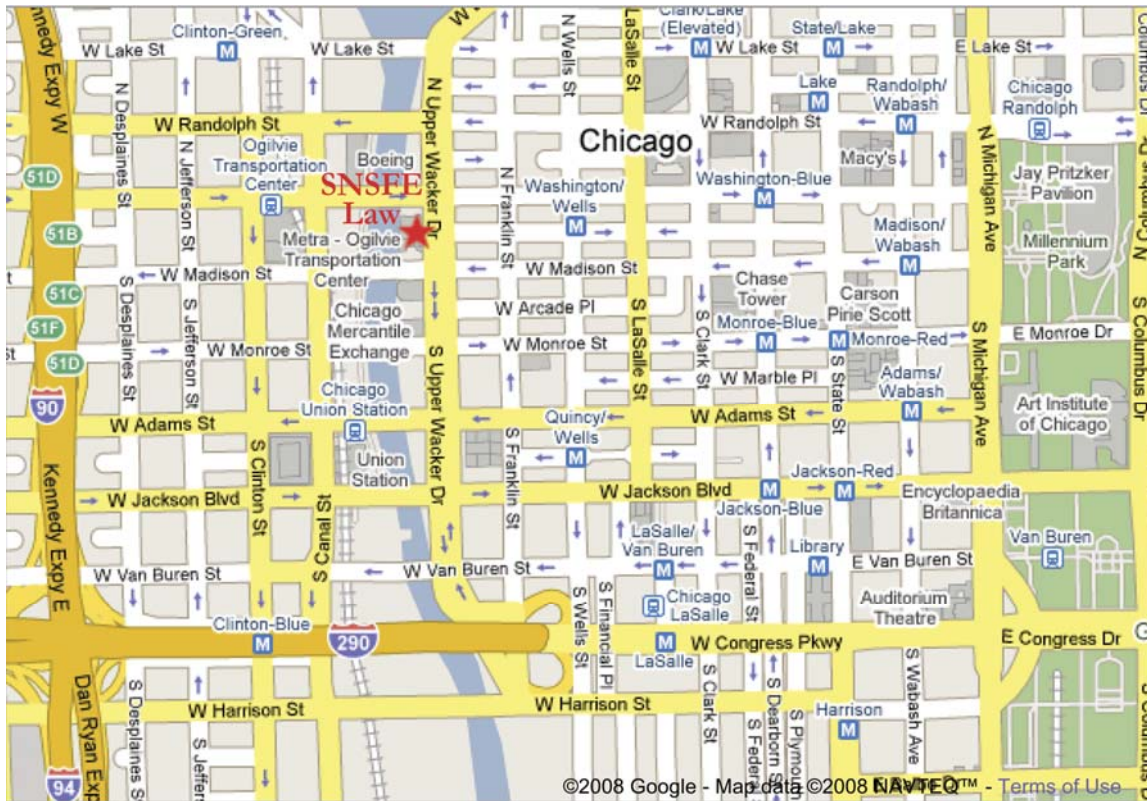 nnedy Expy W
Clinton-Green
W Lake St
W Lake St
N Wells St
LaSalle St
Clark/Lake
(Elevated)
State/Lake
W Lake St
E Lake St
Columbus Dr
N Desplaines St
N Jefferson St
W Randolph St
N Upper Wacker Dr
Lake
Randolph/
Wabash
Chicago
Randolph
W Randolph St
Chicago
Ogilvie
Transportation
Center
Boeing
SNSFE
Law
N Franklin St
Washington/
Wells
Washington-Blue
Macy's
N Michigan Ave
Jay Pritzker
Pavilion
Millennium
Park
N Columbus Dr
51D
51B
51C
51F
51D
Metra - Ogilvie
Transportation
Center
Madison/
Wabash
W Madison St
W Madison St
S Desplaines St
S Jefferson St
Chicago
Mercantile
Exchange
W Arcade Pl
Chase
Tower
Carson
Pirie Scott
Monroe-Blue
Monroe-Red
S LaSalle St
S Clark St
W Monroe St
W Monroe St
E Monroe Dr
S Columbus Dr
S Upper Wacker Dr
S Michigan Ave
W Marble Pl
S State St
Adams/
Wabash
90
Chicago
Union Station
W Adams St
W Adams St
Quincy/
Wells
Art Institute
of Chicago
Kennedy Expy E
S Clinton St
Union
Station
S Franklin St
Jackson-Red
W Jackson Blvd
S Canal St
W Jackson Blvd
Jackson-Blue
Encyclopaedia
Britannica
LaSalle/
Van Buren
S Federal St
Library
E Van Buren St
Van Buren
W Van Buren St
W Van Buren St
S Wells St
S Financial Pl
Chicago
LaSalle
Auditorium
Theatre
Clinton-Blue
290
LaSalle
W Congress Pkwy
E Congress Dr
Dan Ryan Exp
S Desplaines St
S Jeffers
W Harrison St
W Harrison St
S Clark St
S Dearborn St
S Federal
S Plymou
Harrison
S Wabash Ave
94
©2008 Google - Map data ©2008 NAVTEQ™ - Terms of Use